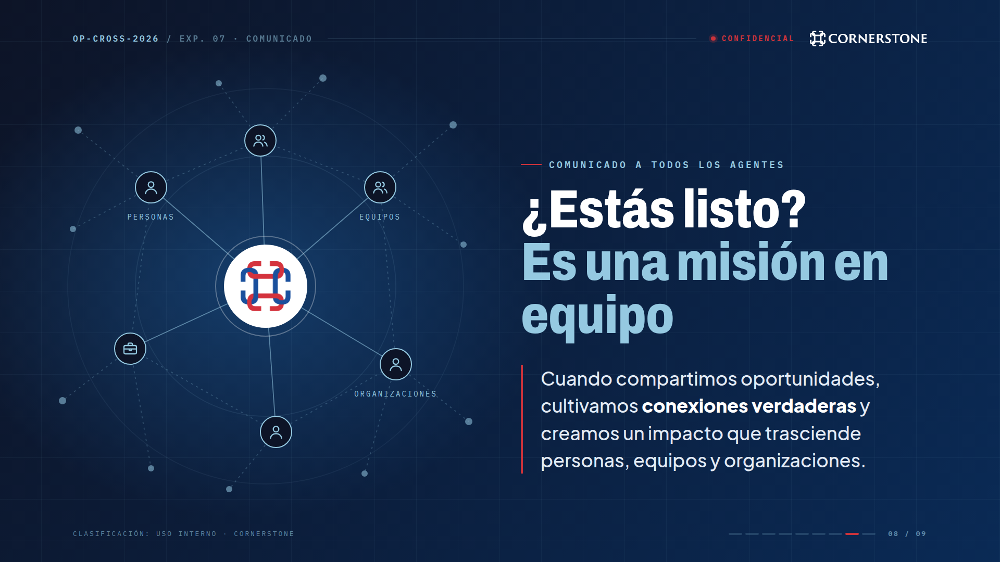 OP-CROSS-2026 / EXP. 07 · COMUNICADO
CONFIDENCIAL
CORNERSTONE
PERSONAS
EQUIPOS
ORGANIZACIONES
COMUNICADO A TODOS LOS AGENTES
¿Estás listo?
Es una misión en
equipo
Cuando compartimos oportunidades,
cultivamos conexiones verdaderas y
creamos un impacto que trasciende
personas, equipos y organizaciones.
CLASIFICACIÓN: USO INTERNO · CORNERSTONE
08 / 09